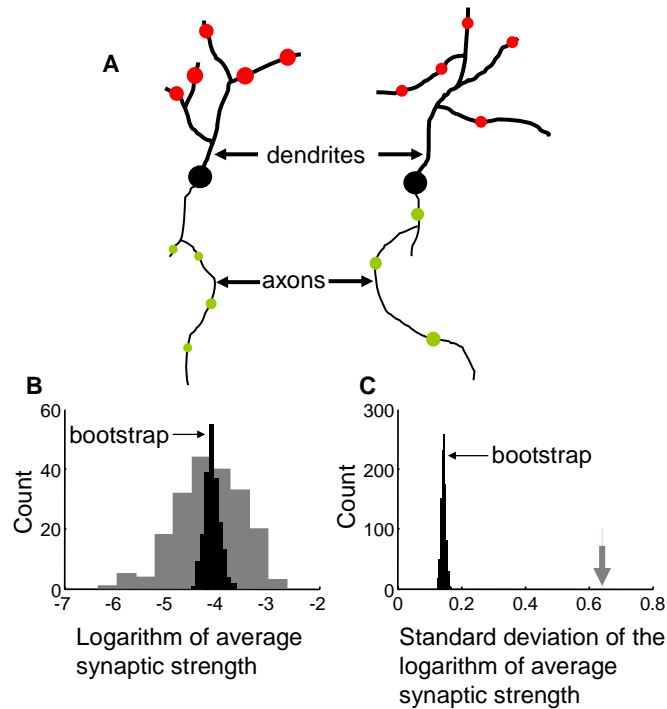 A
dendrites
axons
B
60
40
20
0
Count
bootstrap
-7 -6 -5 -4 -3 -2
Logarithm of average
synaptic strength
C
300
200
100
0
Count
bootstrap
0 0.2 0.4 0.6 0.8
Standard deviation of the
logarithm of average
synaptic strength